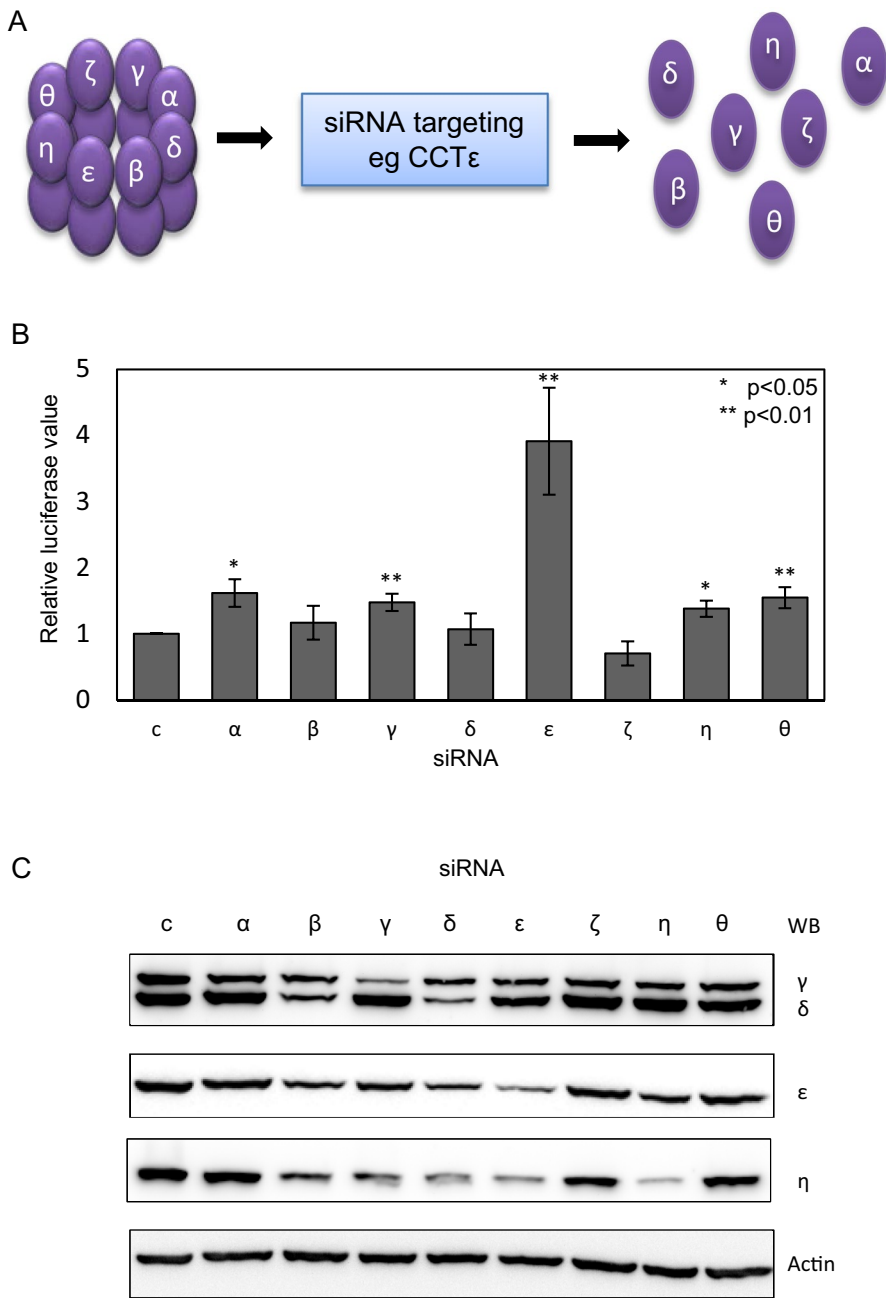 A
θ ζ γ α
η ε β δ
siRNA targeting
eg CCTε
δ η α
γ ζ
β θ
B
Relative luciferase value
5
4
3
2
1
0
* p<0.05
** p<0.01
* ** ** * **
c α β γ δ ε ζ η θ
siRNA
C
siRNA
c α β γ δ ε ζ η θ WB
γ
δ
ε
η
Actin